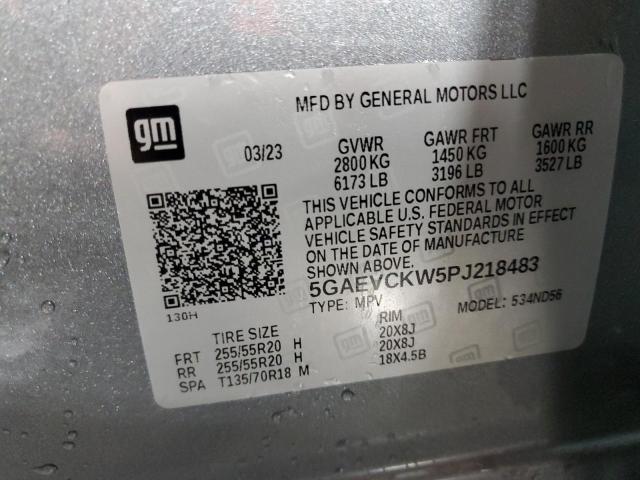 gm
MFD BY GENERAL MOTORS LLC
03/23
GVWR GAWR FRT GAWR RR
2800 KG 1450 KG 1600 KG
6173 LB 3196 LB 3527 LB
THIS VEHICLE CONFORMS TO ALL
APPLICABLE U.S. FEDERAL MOTOR
VEHICLE SAFETY STANDARDS IN EFFECT
ON THE DATE OF MANUFACTURE
SHOWN ABOVE.
5GAEVCKW5PJ218483
130H
TYPE: MPV MODEL: 534ND56
TIRE SIZE RIM
FRT 255/55R20 H 20X8J
RR 255/55R20 H 20X8J
SPA T135/70R18 M 18X4.5B